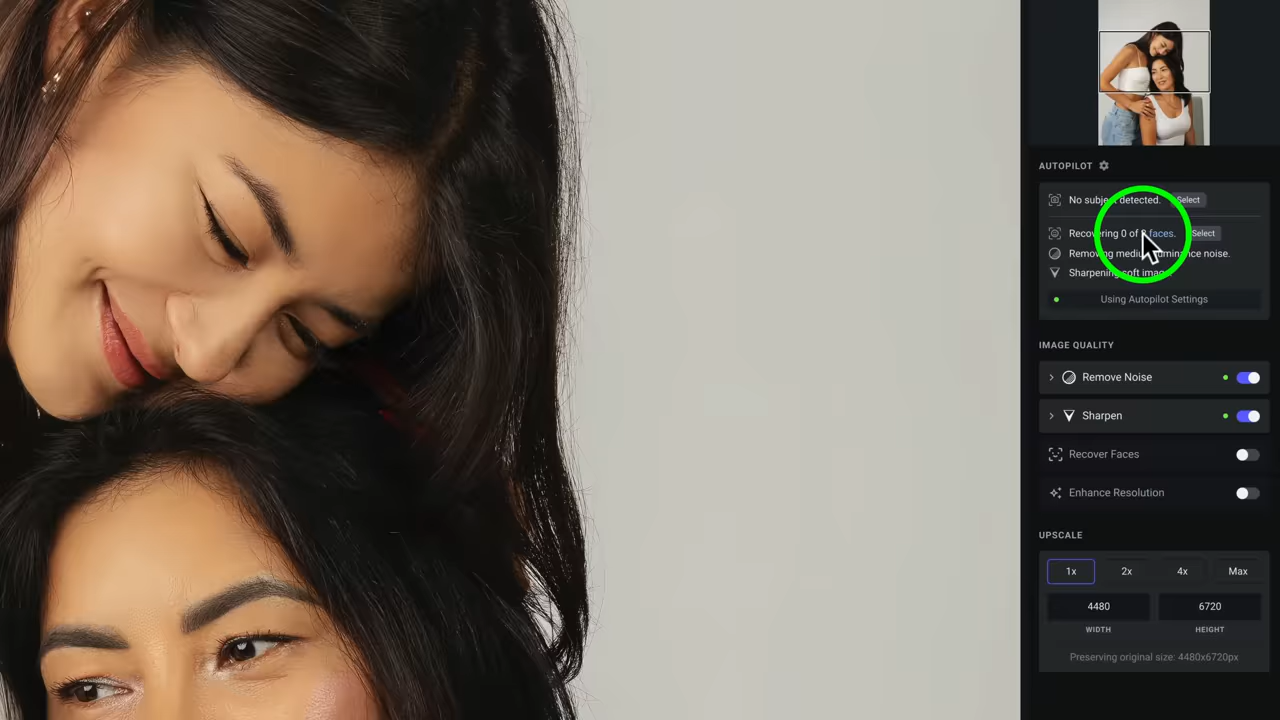 AUTOPILOT
No subject detected. Select
Recovering 0 of faces. Select
Removing medium luminance noise.
Sharpening soft image.
Using Autopilot Settings
IMAGE QUALITY
Remove Noise
Sharpen
Recover Faces
Enhance Resolution
UPSCALE
1x 2x 4x Max
4480 6720
WIDTH HEIGHT
Preserving original size: 4480x6720px